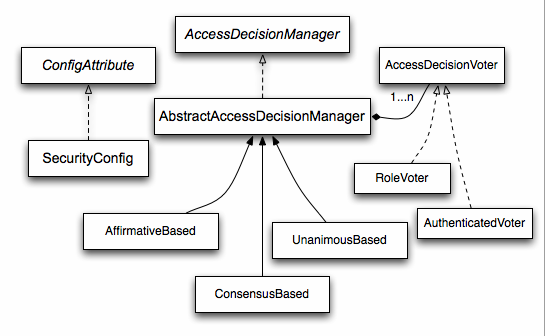 AccessDecisionManager
ConfigAttribute
AccessDecisionVoter
1...n
AbstractAccessDecisionManager
SecurityConfig
RoleVoter
AffirmativeBased
UnanimousBased
AuthenticatedVoter
ConsensusBased